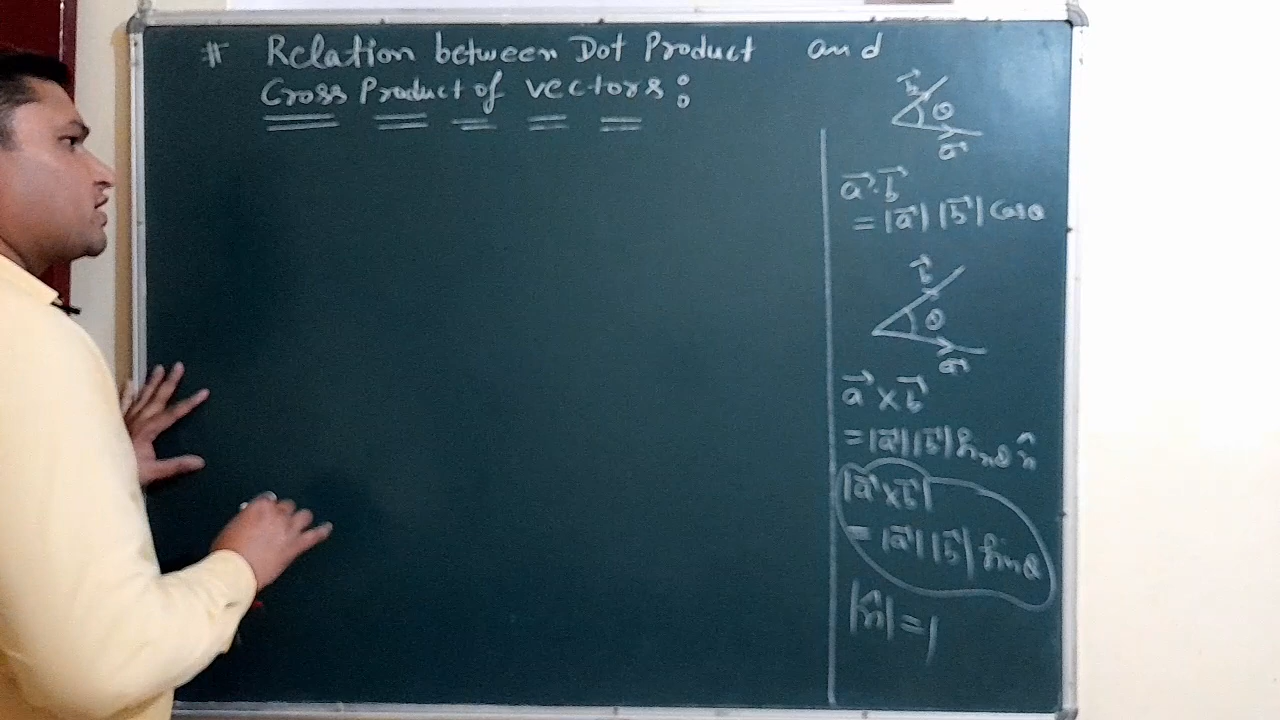 # Relation between Dot Product and
Cross Product of vectors:
b⃗
θ
a⃗
a⃗·b⃗
= |a⃗| |b⃗| Cosθ
b⃗
θ
a⃗
a⃗ × b⃗
= |a⃗| |b⃗| Sinθ n̂
|a⃗ × b⃗|
= |a⃗| |b⃗| Sinθ
|n̂| = 1